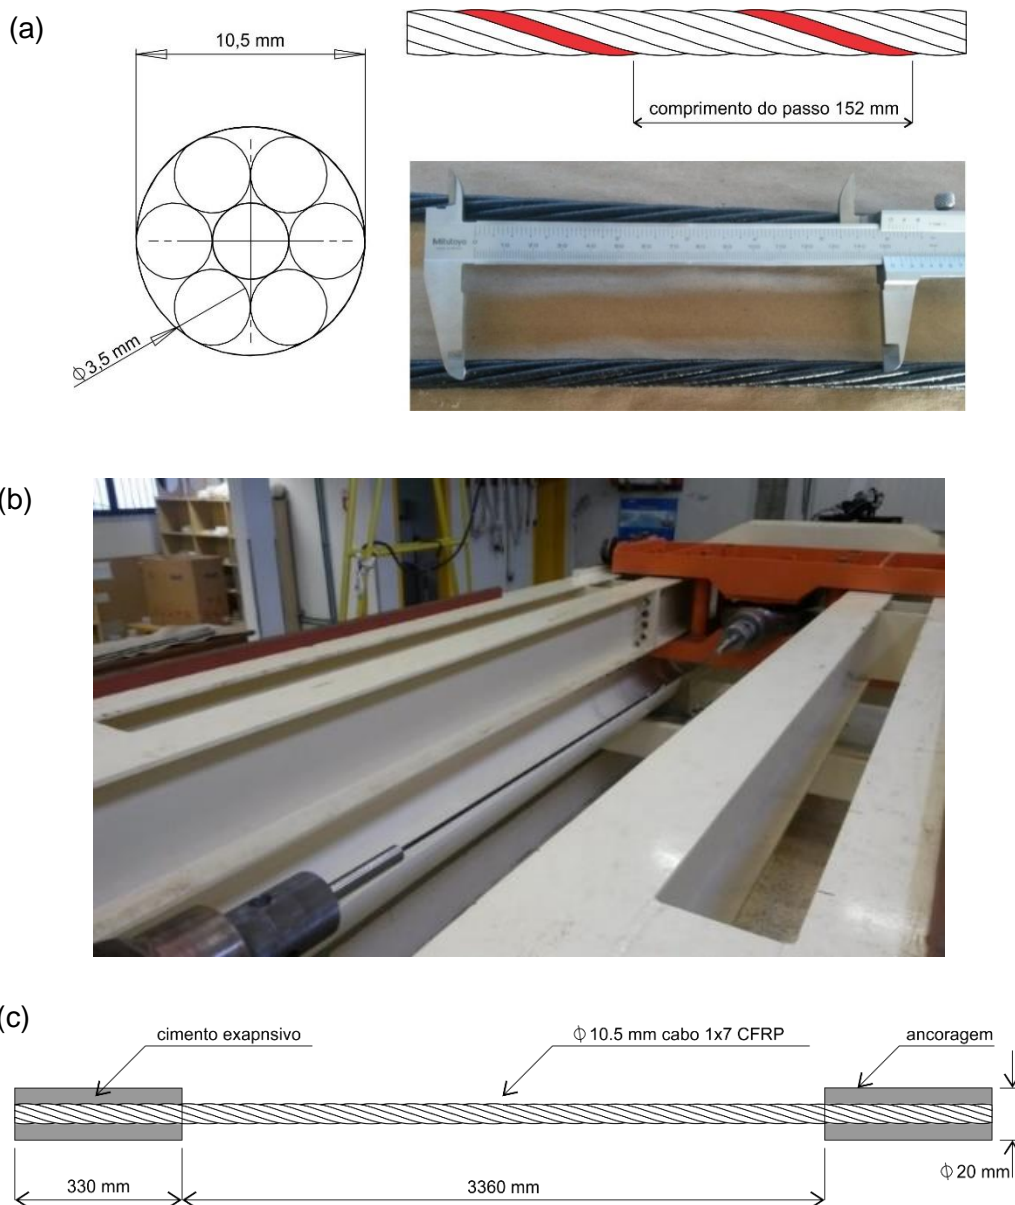 (a)
10,5 mm
comprimento do passo 152 mm
Mitutoyo
ϕ3,5 mm
(b)
(c)
cimento exapnsivo
ϕ 10.5 mm cabo 1x7 CFRP
ancoragem
330 mm
3360 mm
ϕ 20 mm